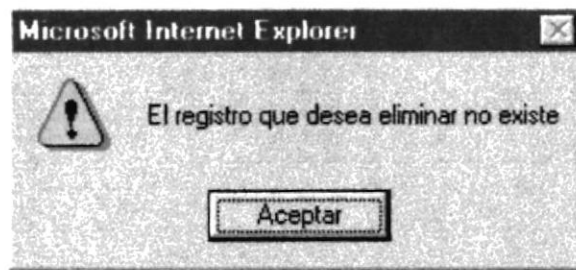 Microsoft Internet Explorer
El registro que desea eliminar no existe
Aceptar